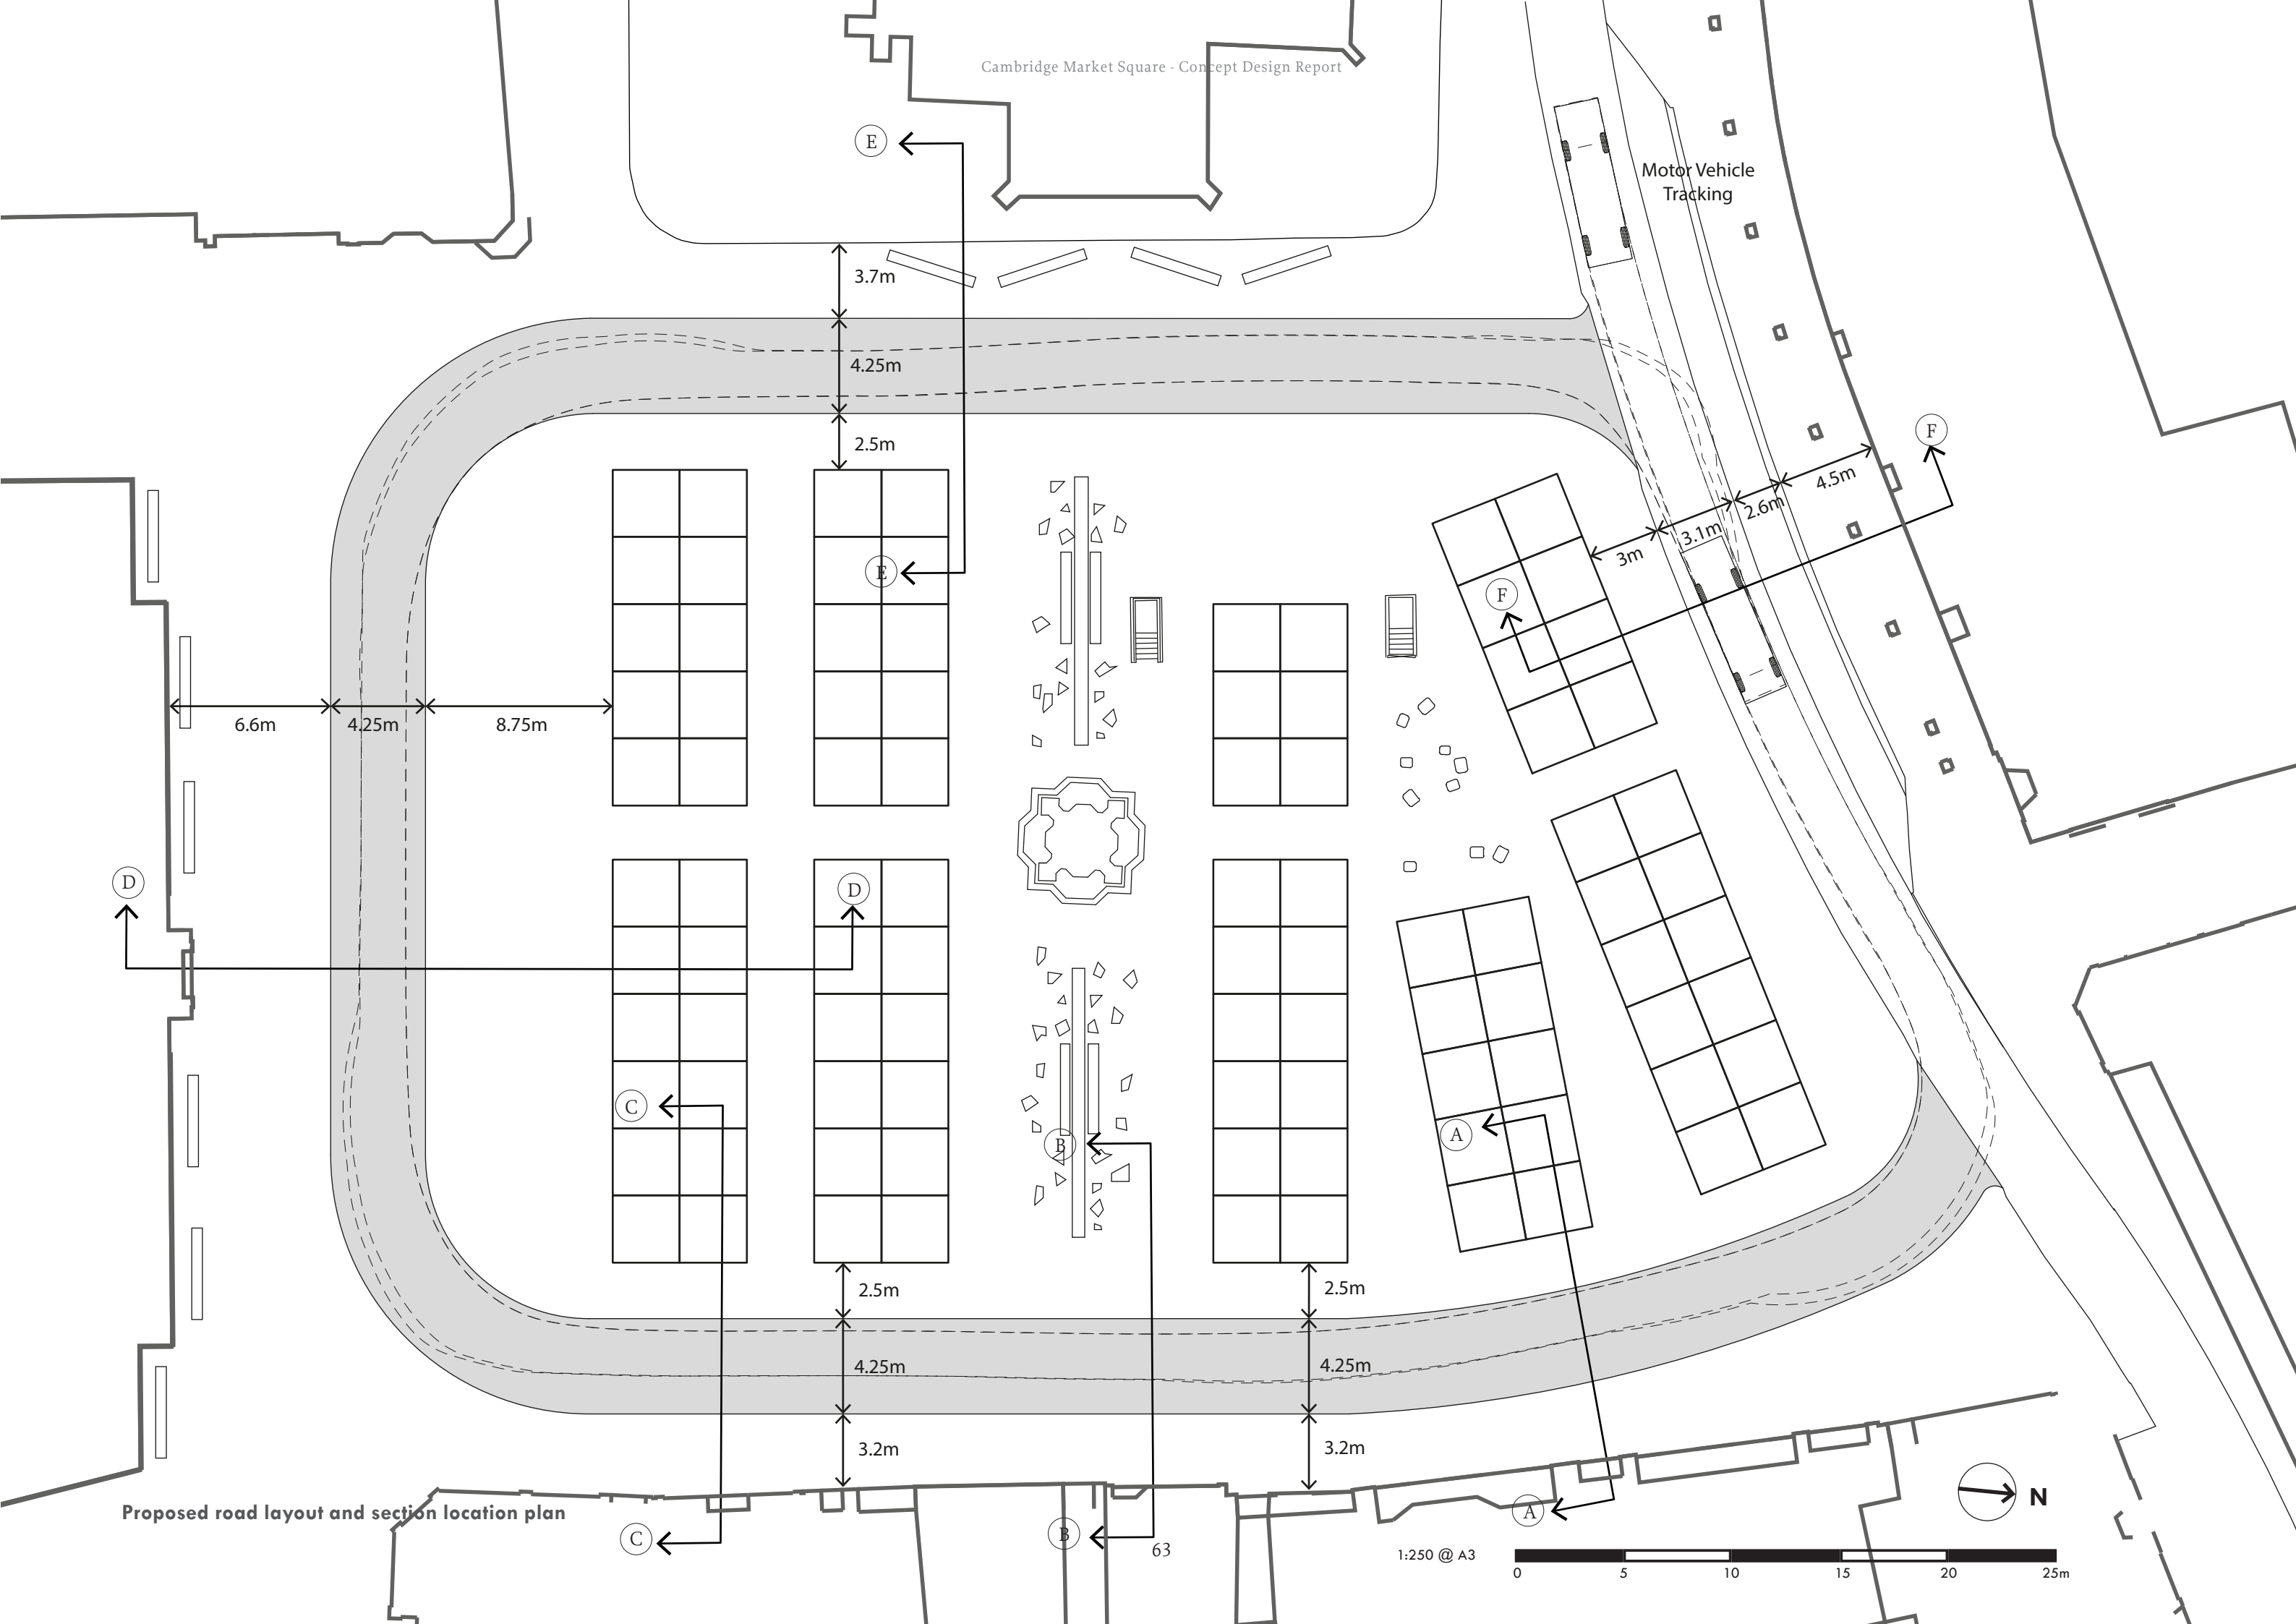 Cambridge Market Square - Concept Design Report
E
Motor Vehicle
Tracking
3.7m
4.25m
2.5m
F
4.5m
2.6m
3.1m
3m
E
F
6.6m
4.25m
8.75m
D
D
C
B
A
2.5m
2.5m
4.25m
4.25m
3.2m
3.2m
N
Proposed road layout and section location plan
A
C
B
63
1:250 @ A3
0 5 10 15 20 25m